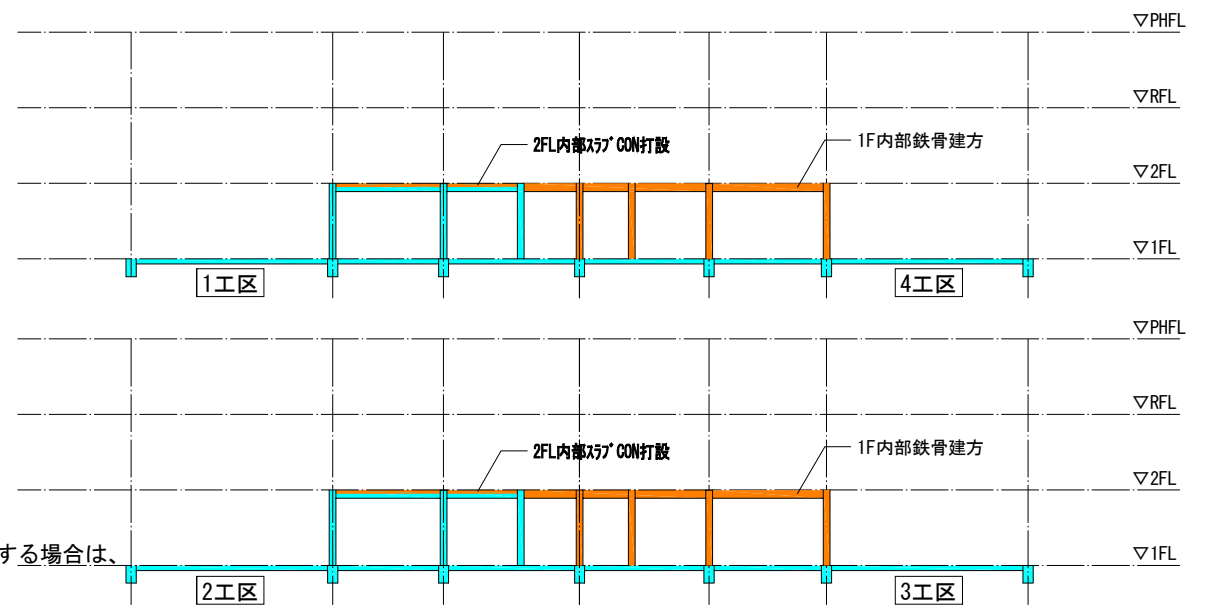 ▽PHFL
▽RFL
2FL内部ｽﾗﾌﾞCON打設
1F内部鉄骨建方
▽2FL
▽1FL
1工区
4工区
▽PHFL
▽RFL
2FL内部ｽﾗﾌﾞCON打設
1F内部鉄骨建方
▽2FL
する場合は、
▽1FL
2工区
3工区